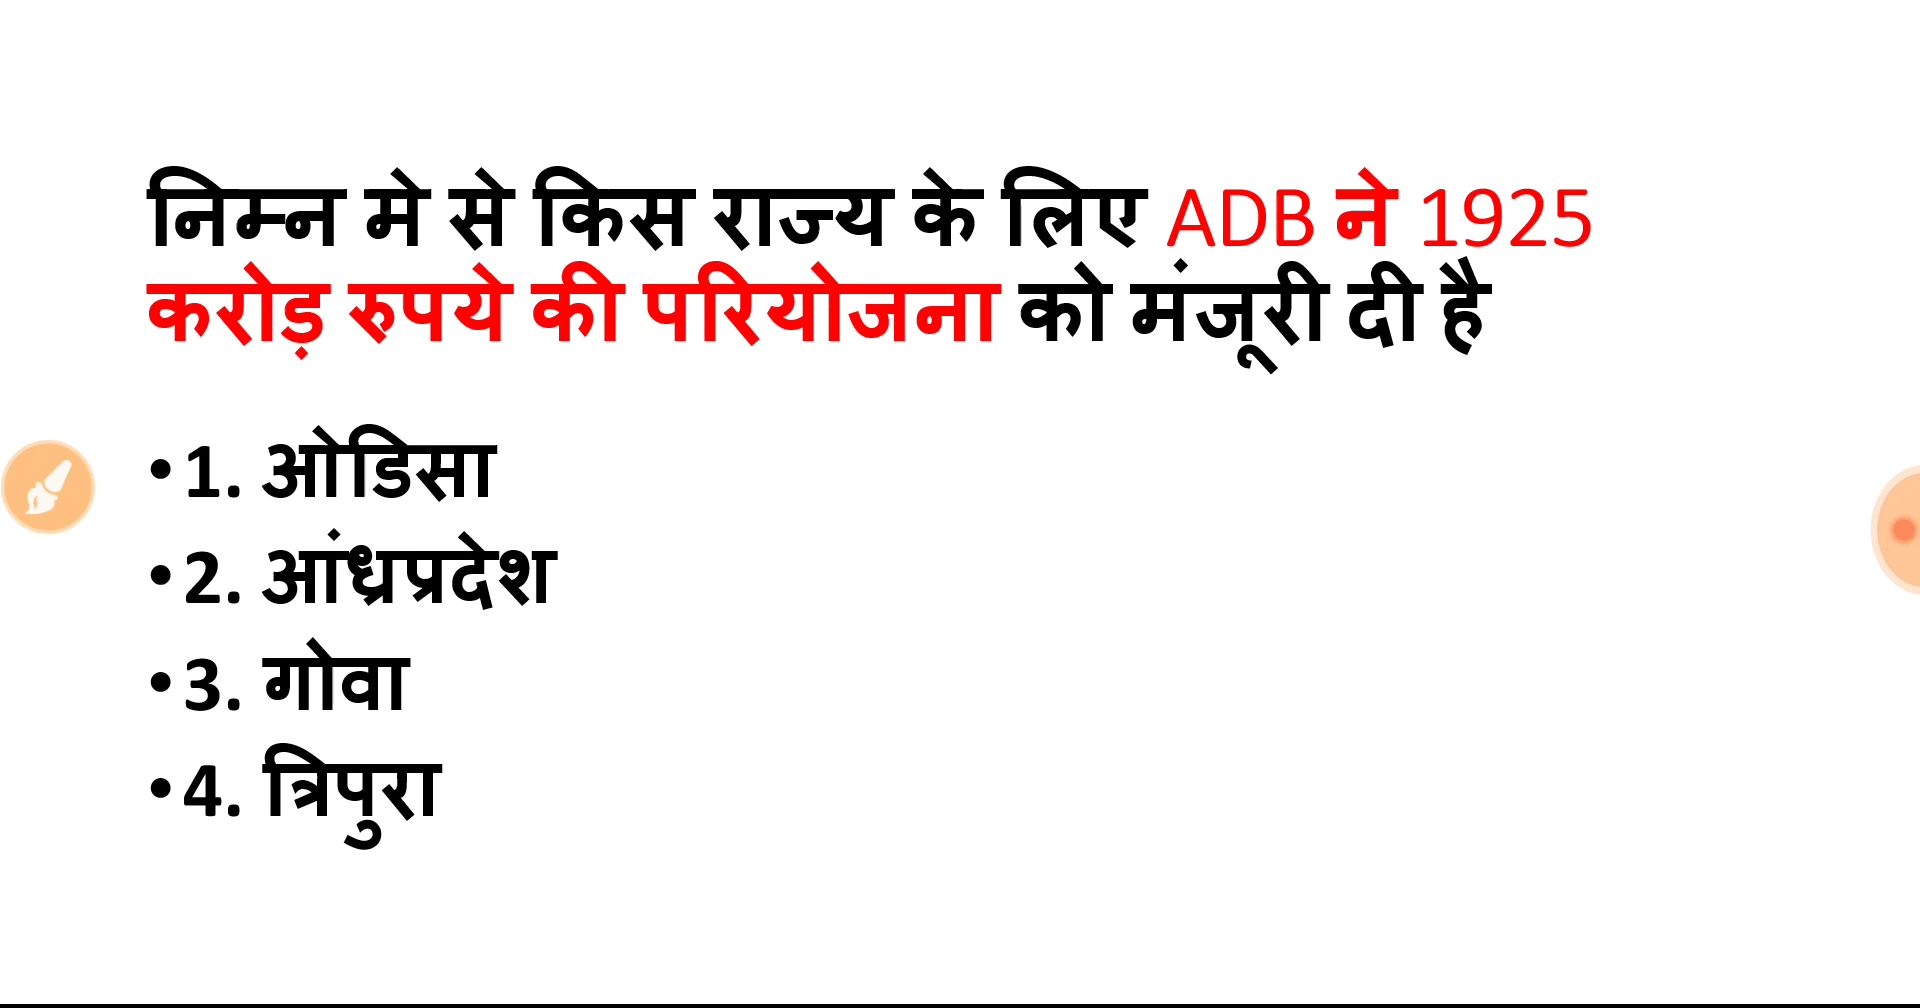 निम्न मे से किस राज्य के लिए ADB ने 1925
करोड़ रुपये की परियोजना को मंजूरी दी है
•1. ओडिसा
•2. आंध्रप्रदेश
•3. गोवा
•4. त्रिपुरा